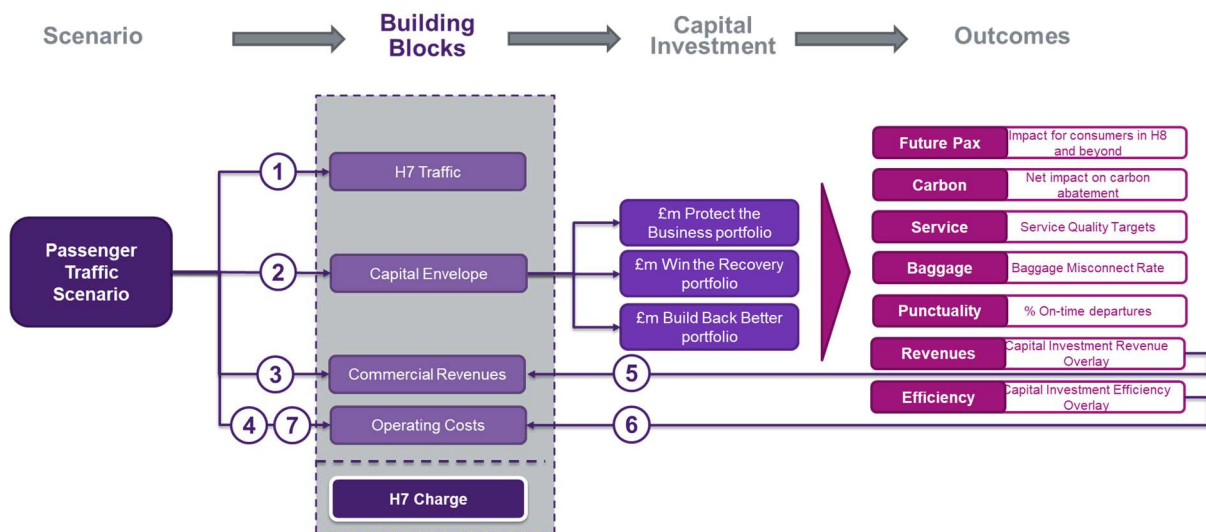 Scenario
Building
Blocks
Capital
Investment
Outcomes
Passenger
Traffic
Scenario
1
H7 Traffic
2
Capital Envelope
3
Commercial Revenues
4
7
Operating Costs
H7 Charge
£m Protect the
Business portfolio
£m Win the Recovery
portfolio
£m Build Back Better
portfolio
5
6
Future Pax
Impact for consumers in H8
and beyond
Carbon
Net impact on carbon
abatement
Service
Service Quality Targets
Baggage
Baggage Misconnect Rate
Punctuality
% On-time departures
Revenues
Capital Investment Revenue
Overlay
Efficiency
Capital Investment Efficiency
Overlay